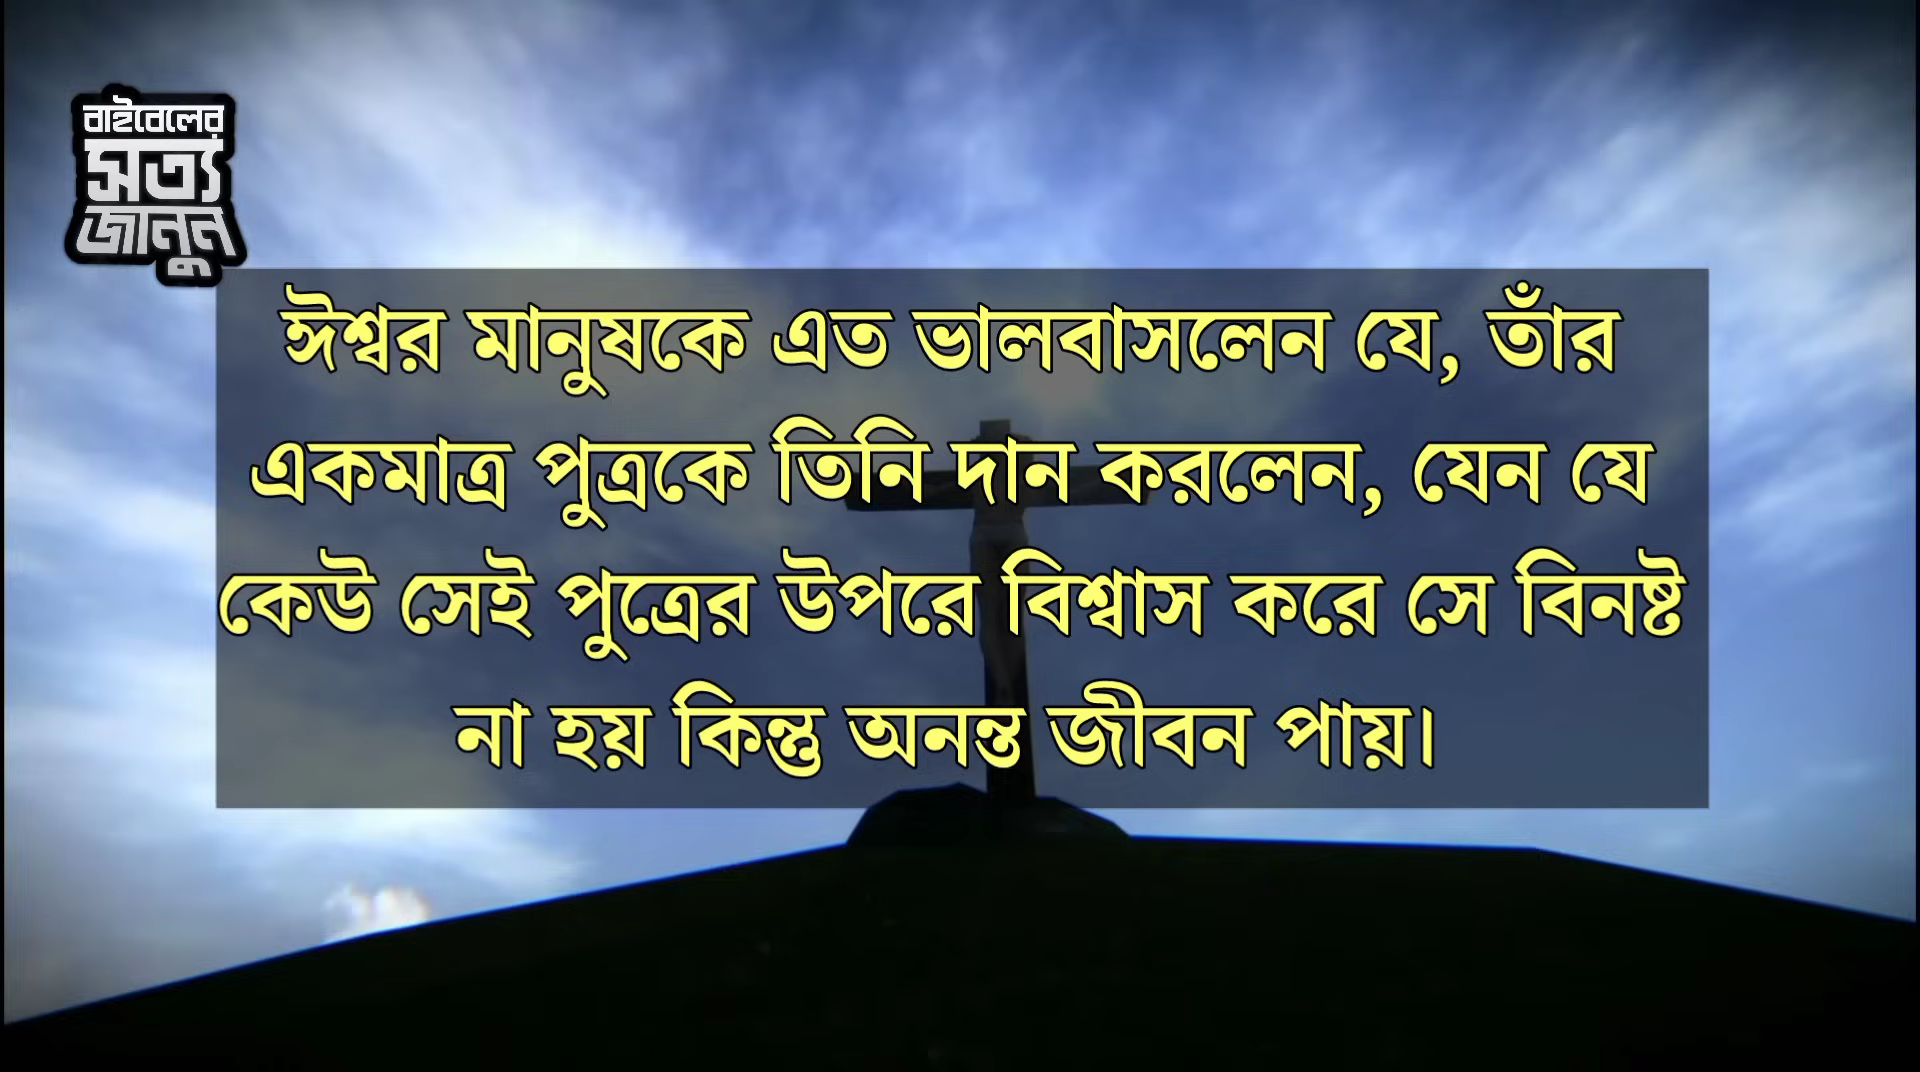 বাইবেলের
সত্য
জানুন
ঈশ্বর মানুষকে এত ভালবাসলেন যে, তাঁর
একমাত্র পুত্রকে তিনি দান করলেন, যেন যে
কেউ সেই পুত্রের উপরে বিশ্বাস করে সে বিনষ্ট
না হয় কিন্তু অনন্ত জীবন পায়।